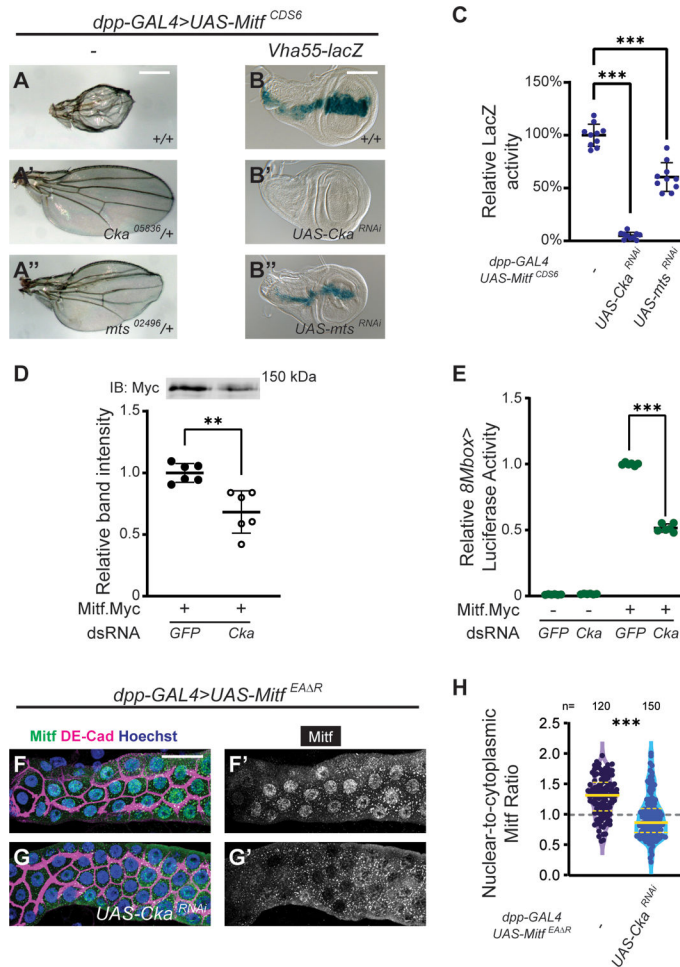 dpp-GAL4>UAS-Mitf CDS6
-
Vha55-lacZ
A
+/+
B
+/+
A'
Cka 05836/+
B'
UAS-Cka RNAi
A''
mts 02496/+
B''
UAS-mts RNAi
C
***
***
Relative LacZ activity
100%
50%
0%
dpp-GAL4
UAS-Mitf CDS6
-
UAS-Cka RNAi
UAS-mts RNAi
D
IB: Myc
150 kDa
**
Relative band intensity
1.5
1.0
0.5
0
Mitf.Myc + +
dsRNA GFP Cka
E
***
Relative 8Mbox>
Luciferase Activity
1.5
1.0
0.5
0
Mitf.Myc - - + +
dsRNA GFP Cka GFP Cka
dpp-GAL4>UAS-Mitf EAΔR
Mitf DE-Cad Hoechst
Mitf
F
F'
G
UAS-Cka RNAi
G'
H
n= 120 150
***
Nuclear-to-cytoplasmic
Mitf Ratio
2.5
2.0
1.5
1.0
0.5
0
dpp-GAL4
UAS-Mitf EAΔR
-
UAS-Cka RNAi